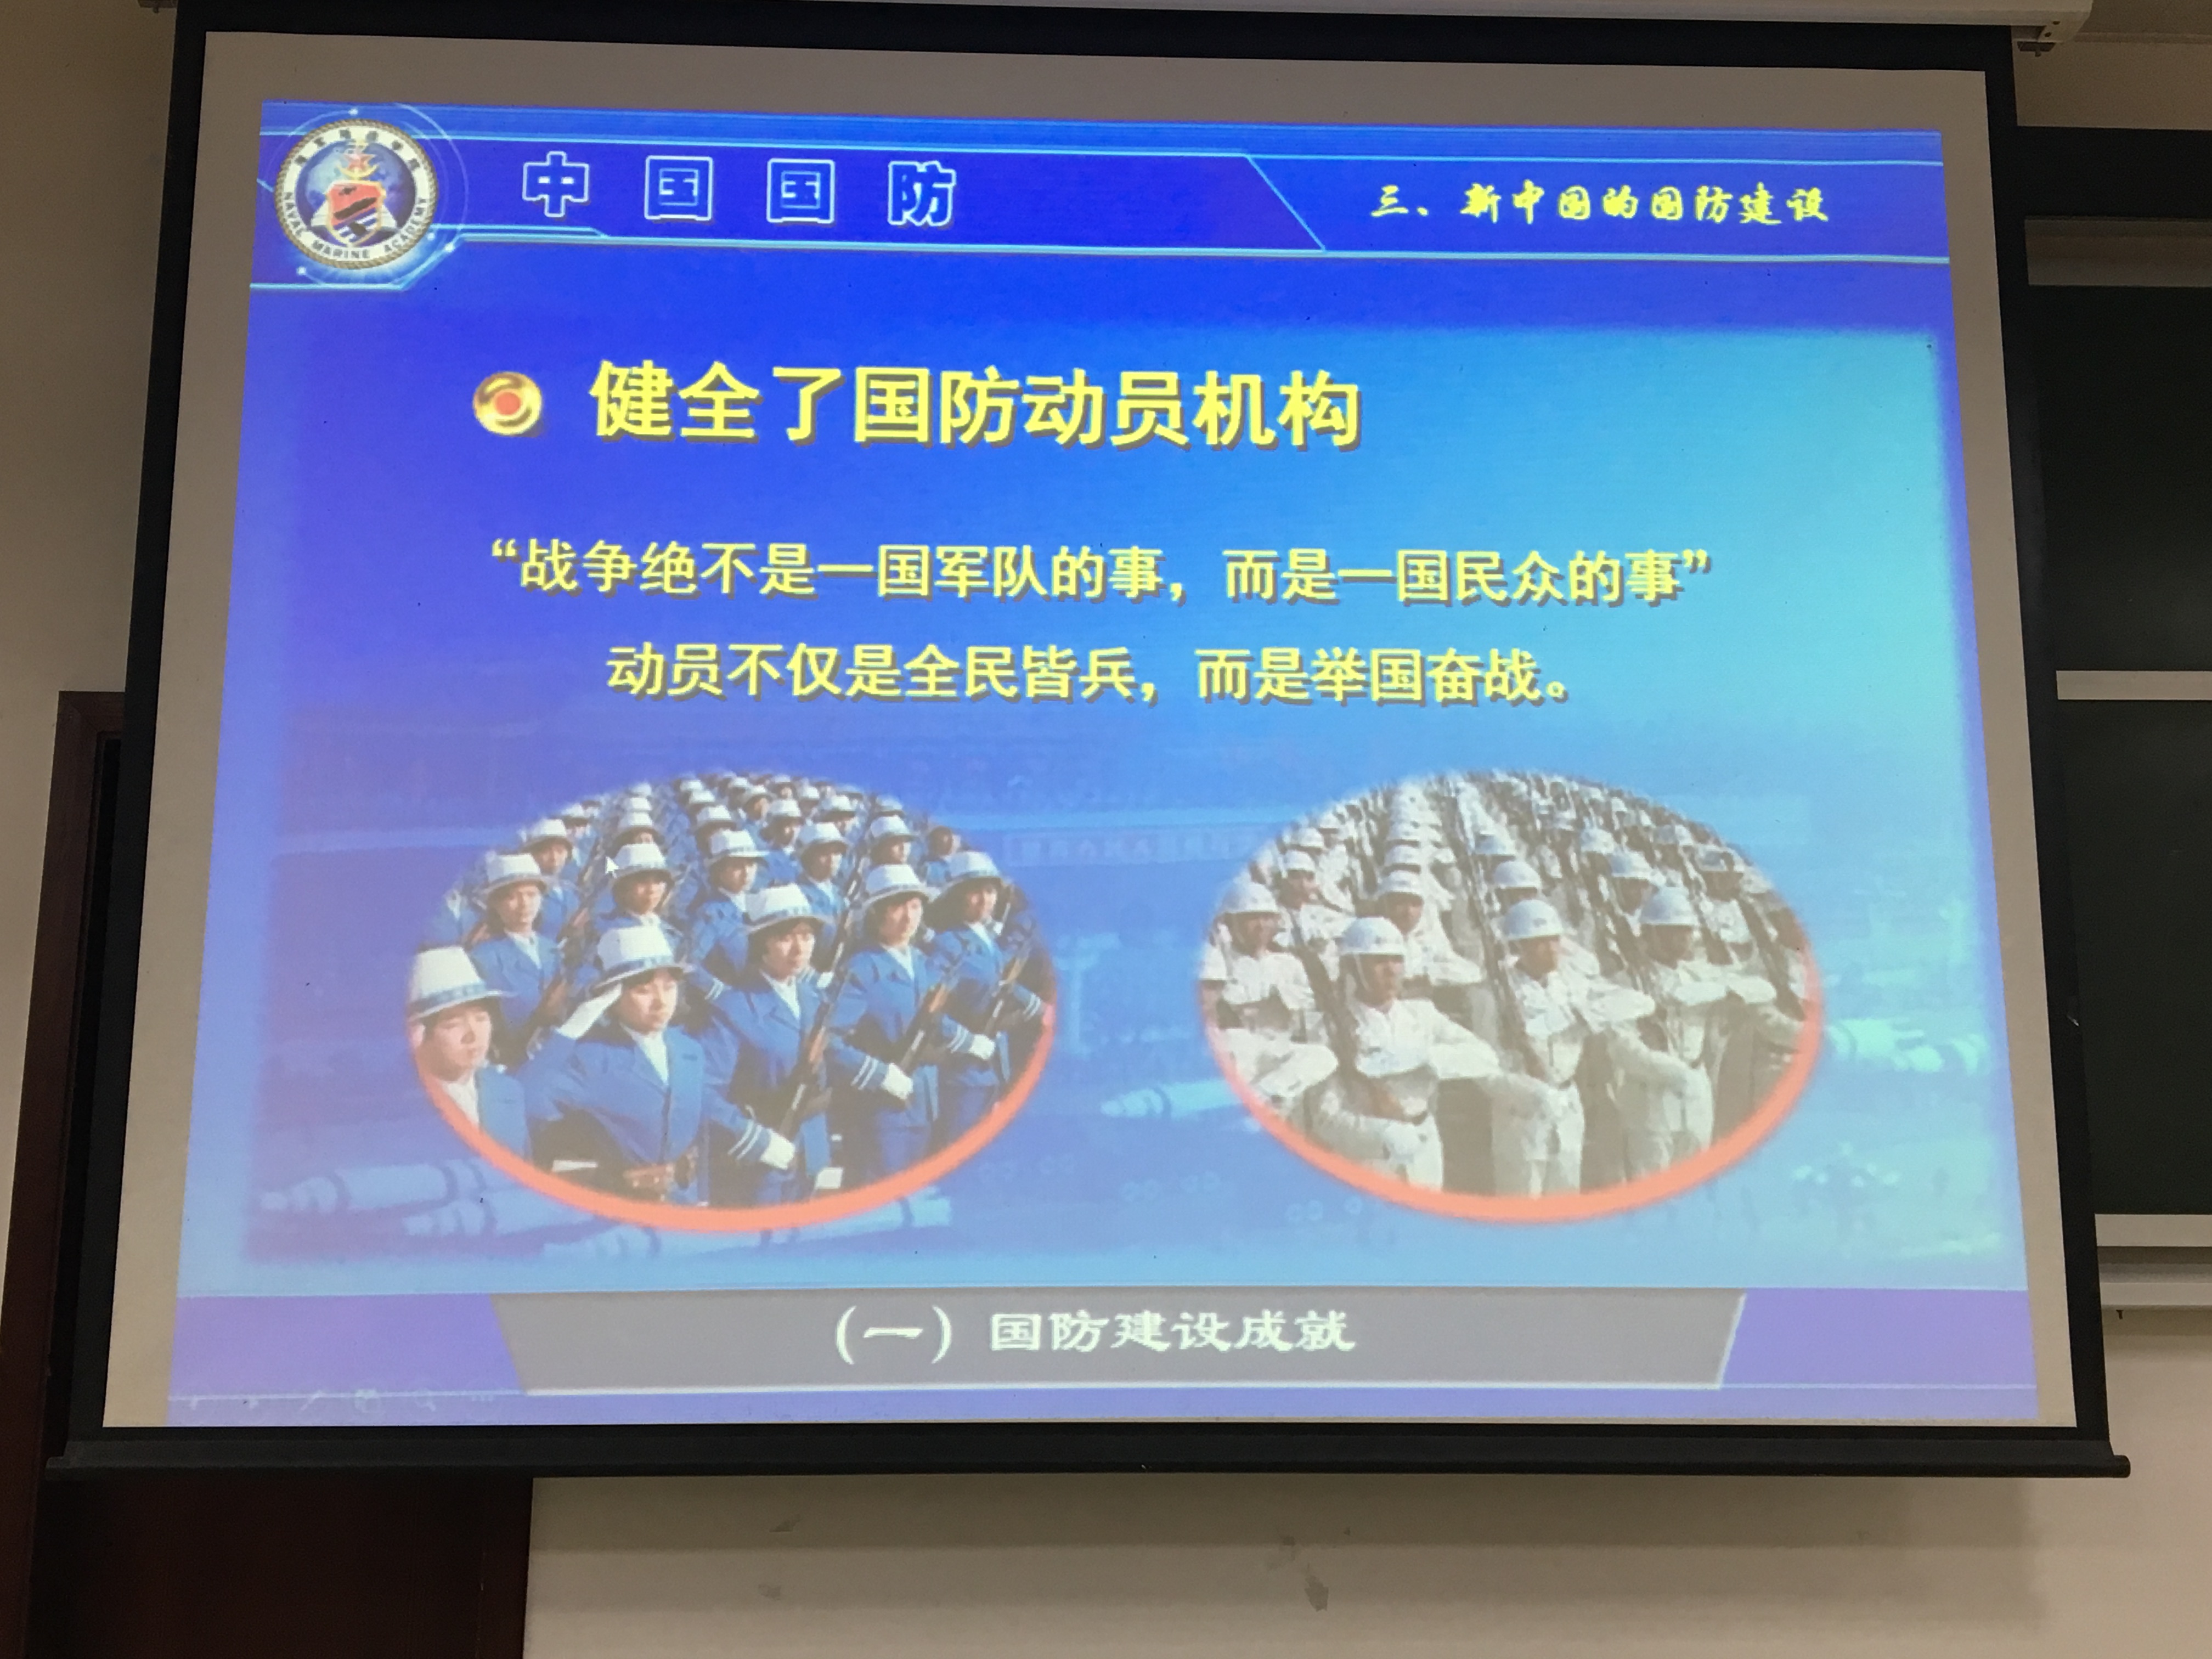 NAVAL MARINE ACADEMY
中国国防
三、新中国的国防建设
健全了国防动员机构
“战争绝不是一国军队的事，而是一国民众的事”
动员不仅是全民皆兵，而是举国奋战。
（一）国防建设成就